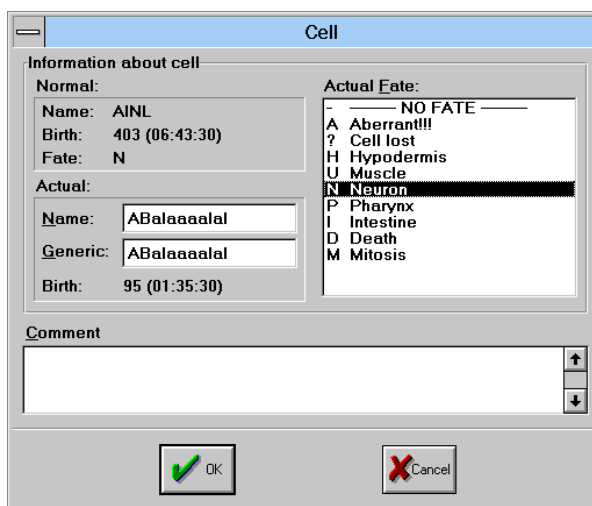 Cell
Information about cell
Normal:
Name: AINL
Birth: 403 (06:43:30)
Fate: N
Actual:
Name: ABalaaaalal
Generic: ABalaaaalal
Birth: 95 (01:35:30)
Actual Fate:
- —— NO FATE ——
A Aberrant!!!
? Cell lost
H Hypodermis
U Muscle
N Neuron
P Pharynx
I Intestine
D Death
M Mitosis
Comment
OK
Cancel